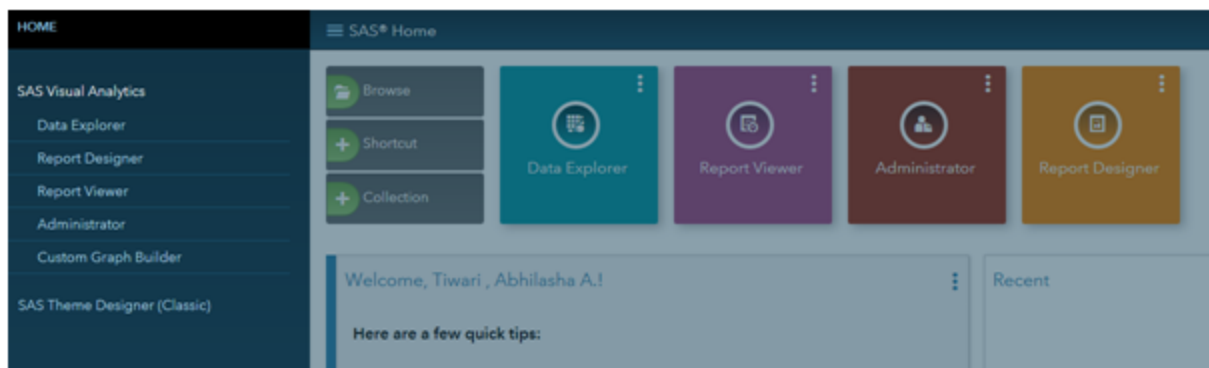 HOME
SAS Visual Analytics
Data Explorer
Report Designer
Report Viewer
Administrator
Custom Graph Builder
SAS Theme Designer (Classic)
SAS® Home
Browse
Shortcut
Collection
Data Explorer
Report Viewer
Administrator
Report Designer
Welcome, Tiwari , Abhilasha A.!
Here are a few quick tips:
Recent